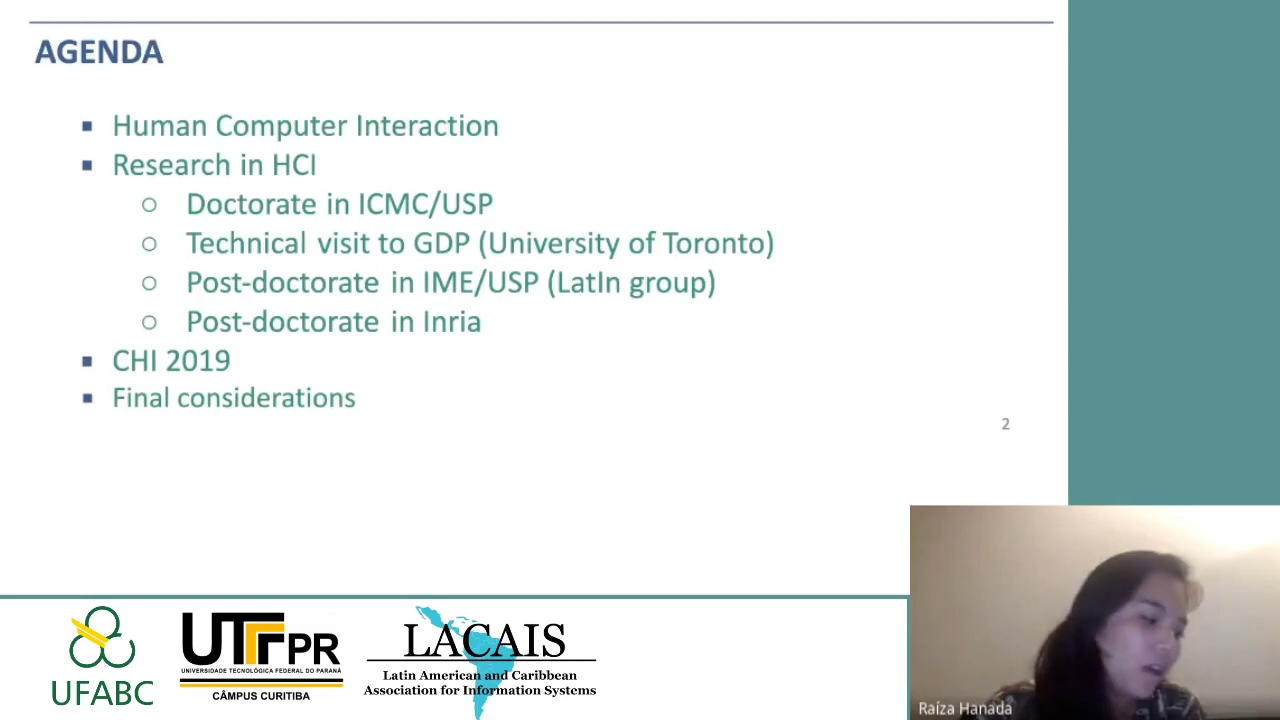 AGENDA
Human Computer Interaction
Research in HCI
Doctorate in ICMC/USP
Technical visit to GDP (University of Toronto)
Post-doctorate in IME/USP (LatIn group)
Post-doctorate in Inria
CHI 2019
Final considerations
2
UFABC
UTFPR
UNIVERSIDADE TECNOLÓGICA FEDERAL DO PARANÁ
CÂMPUS CURITIBA
LACAIS
Latin American and Caribbean
Association for Information Systems
Raíza Hanada